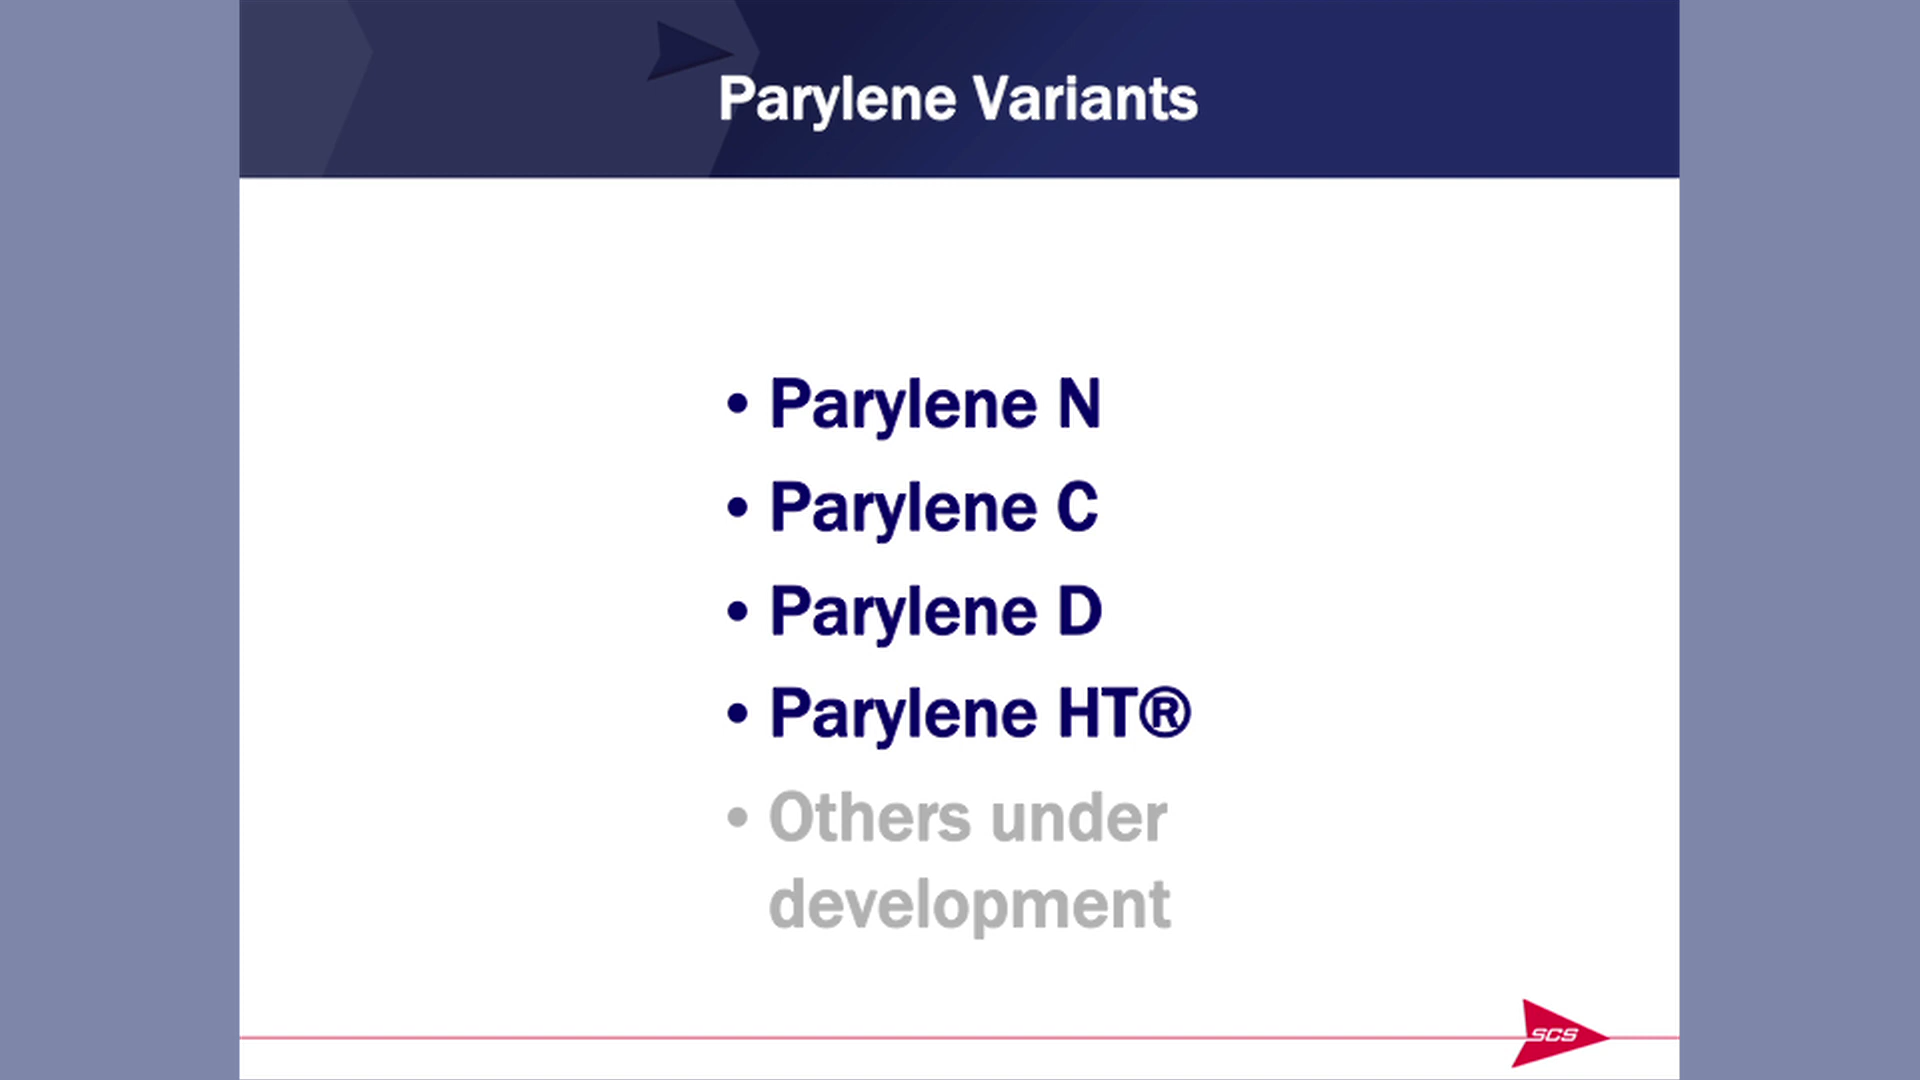 Parylene Variants
• Parylene N
• Parylene C
• Parylene D
• Parylene HT®
• Others under
development
SCS